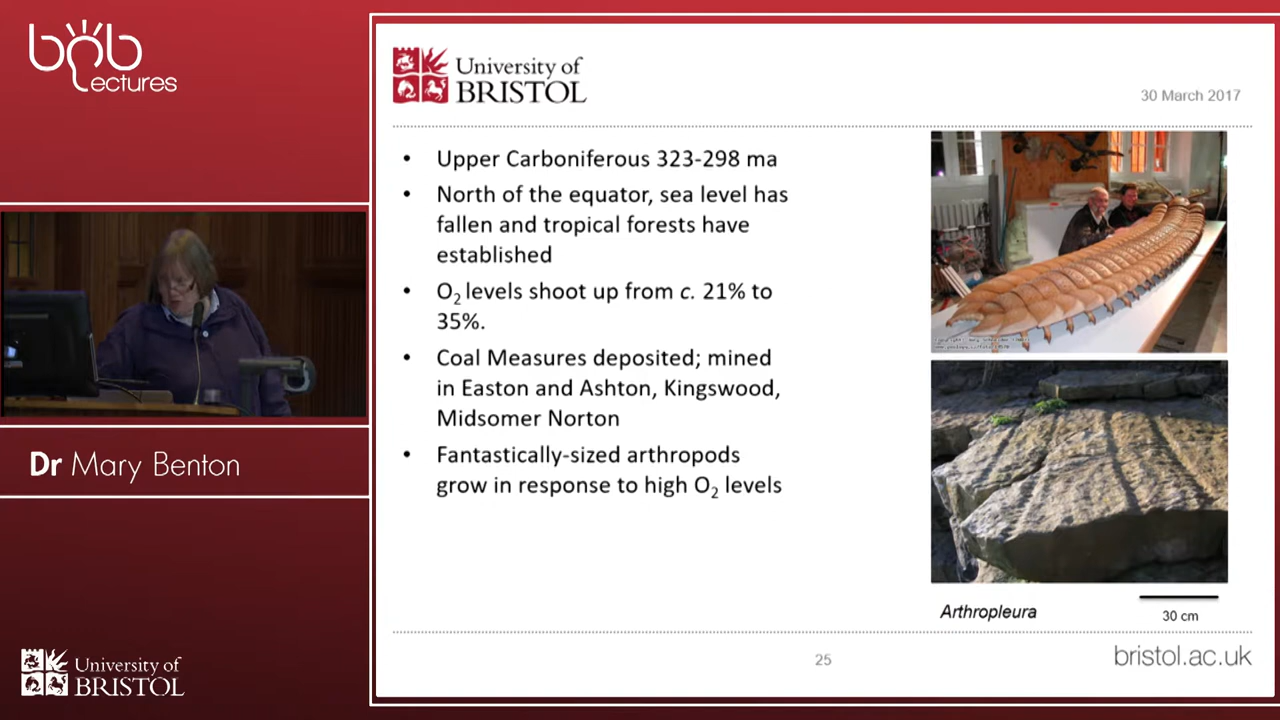 bob
Lectures
Dr Mary Benton
University of
BRISTOL
University of
BRISTOL
30 March 2017
• Upper Carboniferous 323-298 ma
• North of the equator, sea level has
fallen and tropical forests have
established
• O₂ levels shoot up from c. 21% to
35%.
• Coal Measures deposited; mined
in Easton and Ashton, Kingswood,
Midsomer Norton
• Fantastically-sized arthropods
grow in response to high O₂ levels
Arthropleura
30 cm
25
bristol.ac.uk